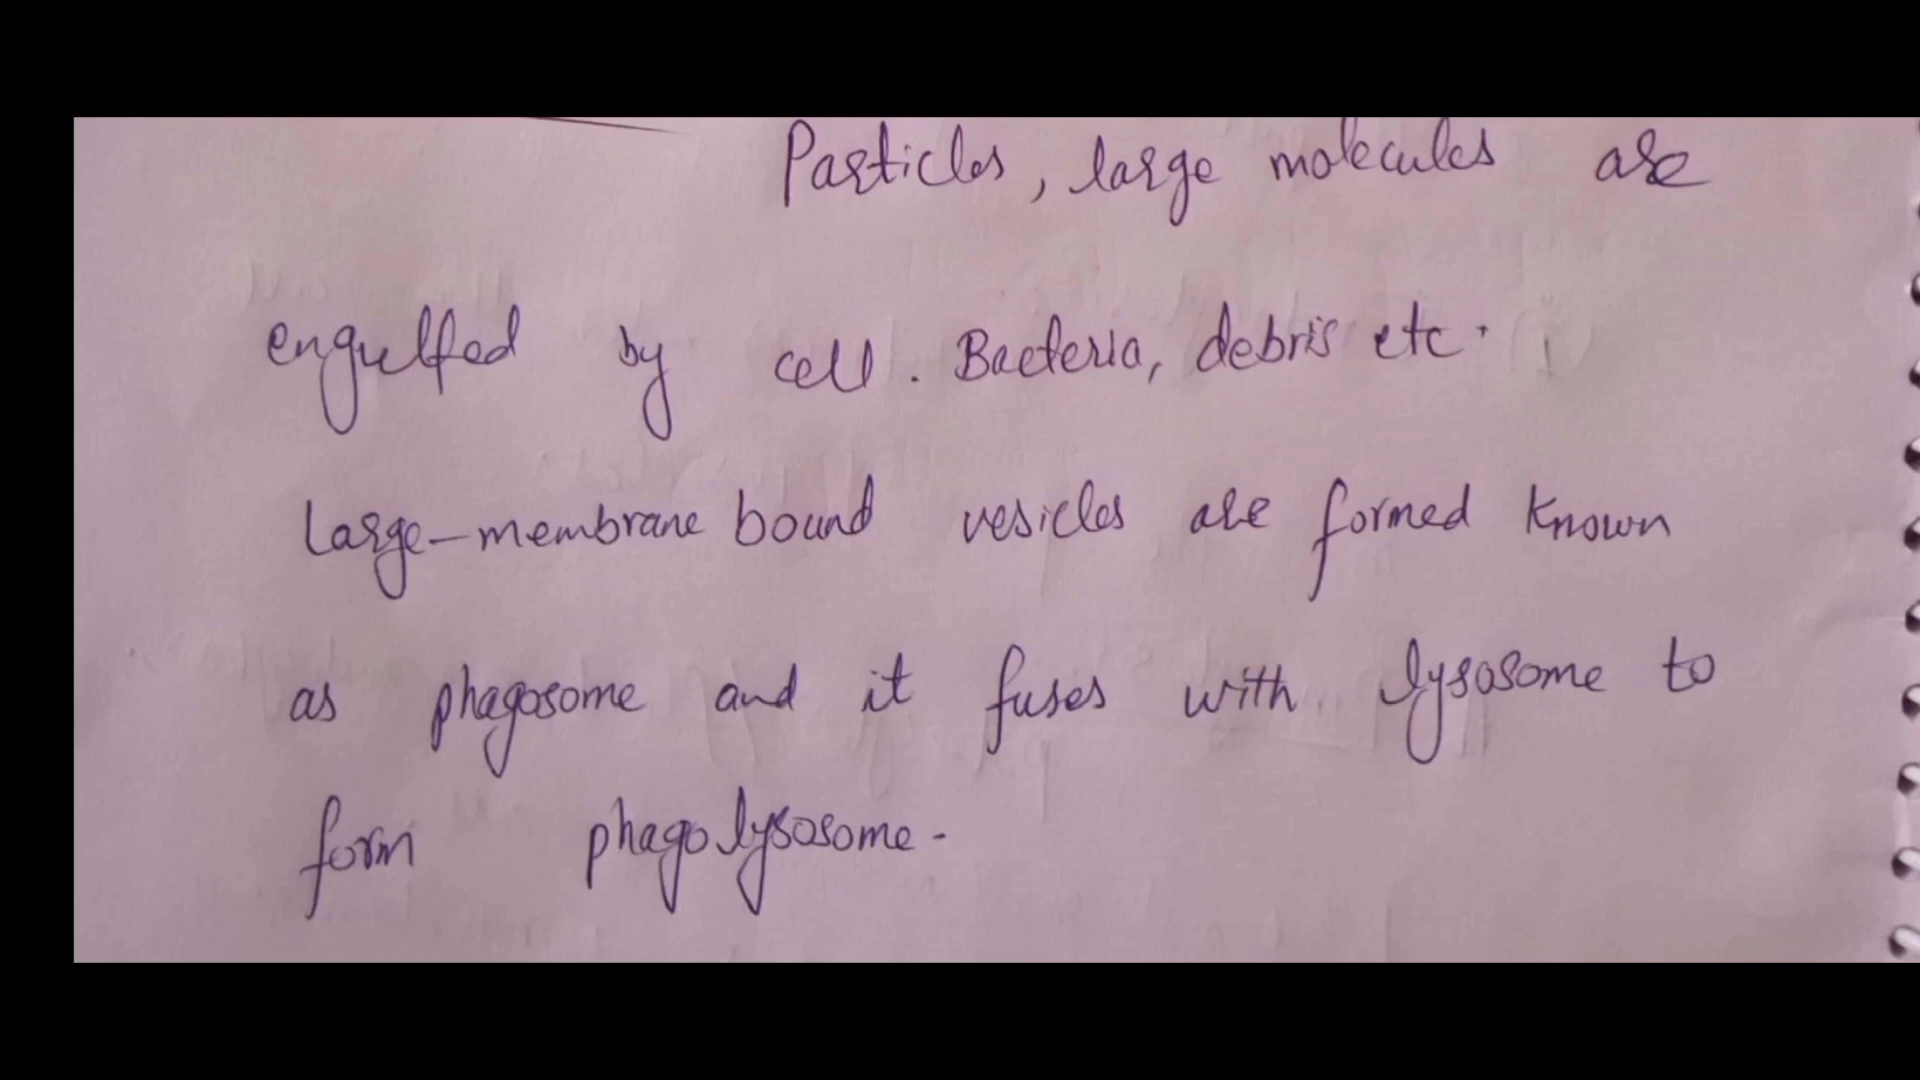 Particles, large molecules are
engulfed by cell. Bacteria, debris etc.
Large-membrane bound vesicles are formed known
as phagosome and it fuses with lysosome to
form phagolysosome.